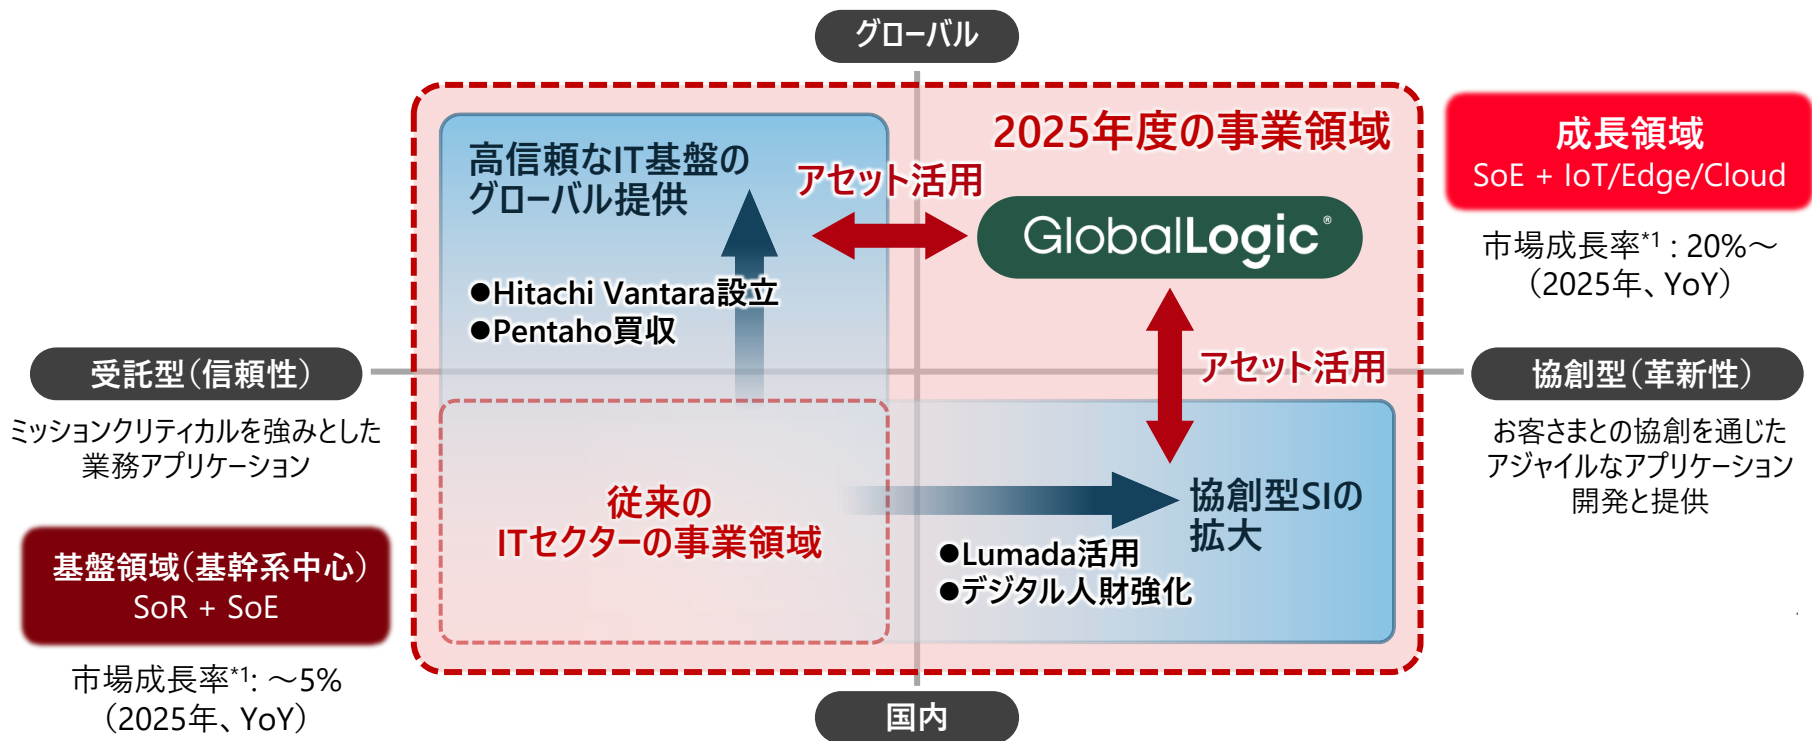 グローバル
2025年度の事業領域
高信頼なIT基盤の
グローバル提供
アセット活用
GlobalLogic®
●Hitachi Vantara設立
●Pentaho買収
成長領域
SoE + IoT/Edge/Cloud
市場成長率*1 : 20%～
（2025年、YoY）
受託型（信頼性）
ミッションクリティカルを強みとした
業務アプリケーション
アセット活用
協創型（革新性）
お客さまとの協創を通じた
アジャイルなアプリケーション
開発と提供
従来の
ITセクターの事業領域
協創型SIの
拡大
●Lumada活用
●デジタル人財強化
基盤領域（基幹系中心）
SoR + SoE
市場成長率*1: ～5%
（2025年、YoY）
国内